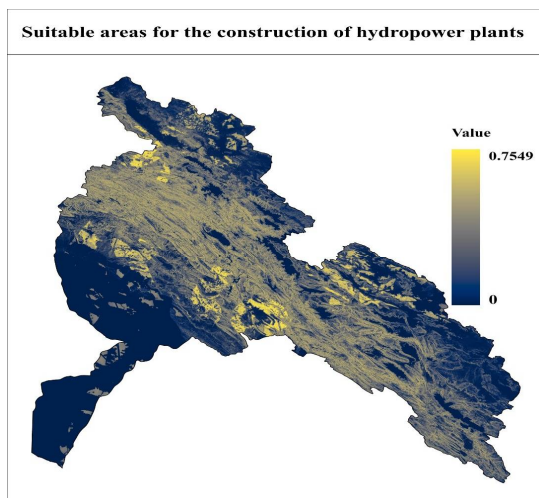 Suitable areas for the construction of hydropower plants
Value
0.7549
0